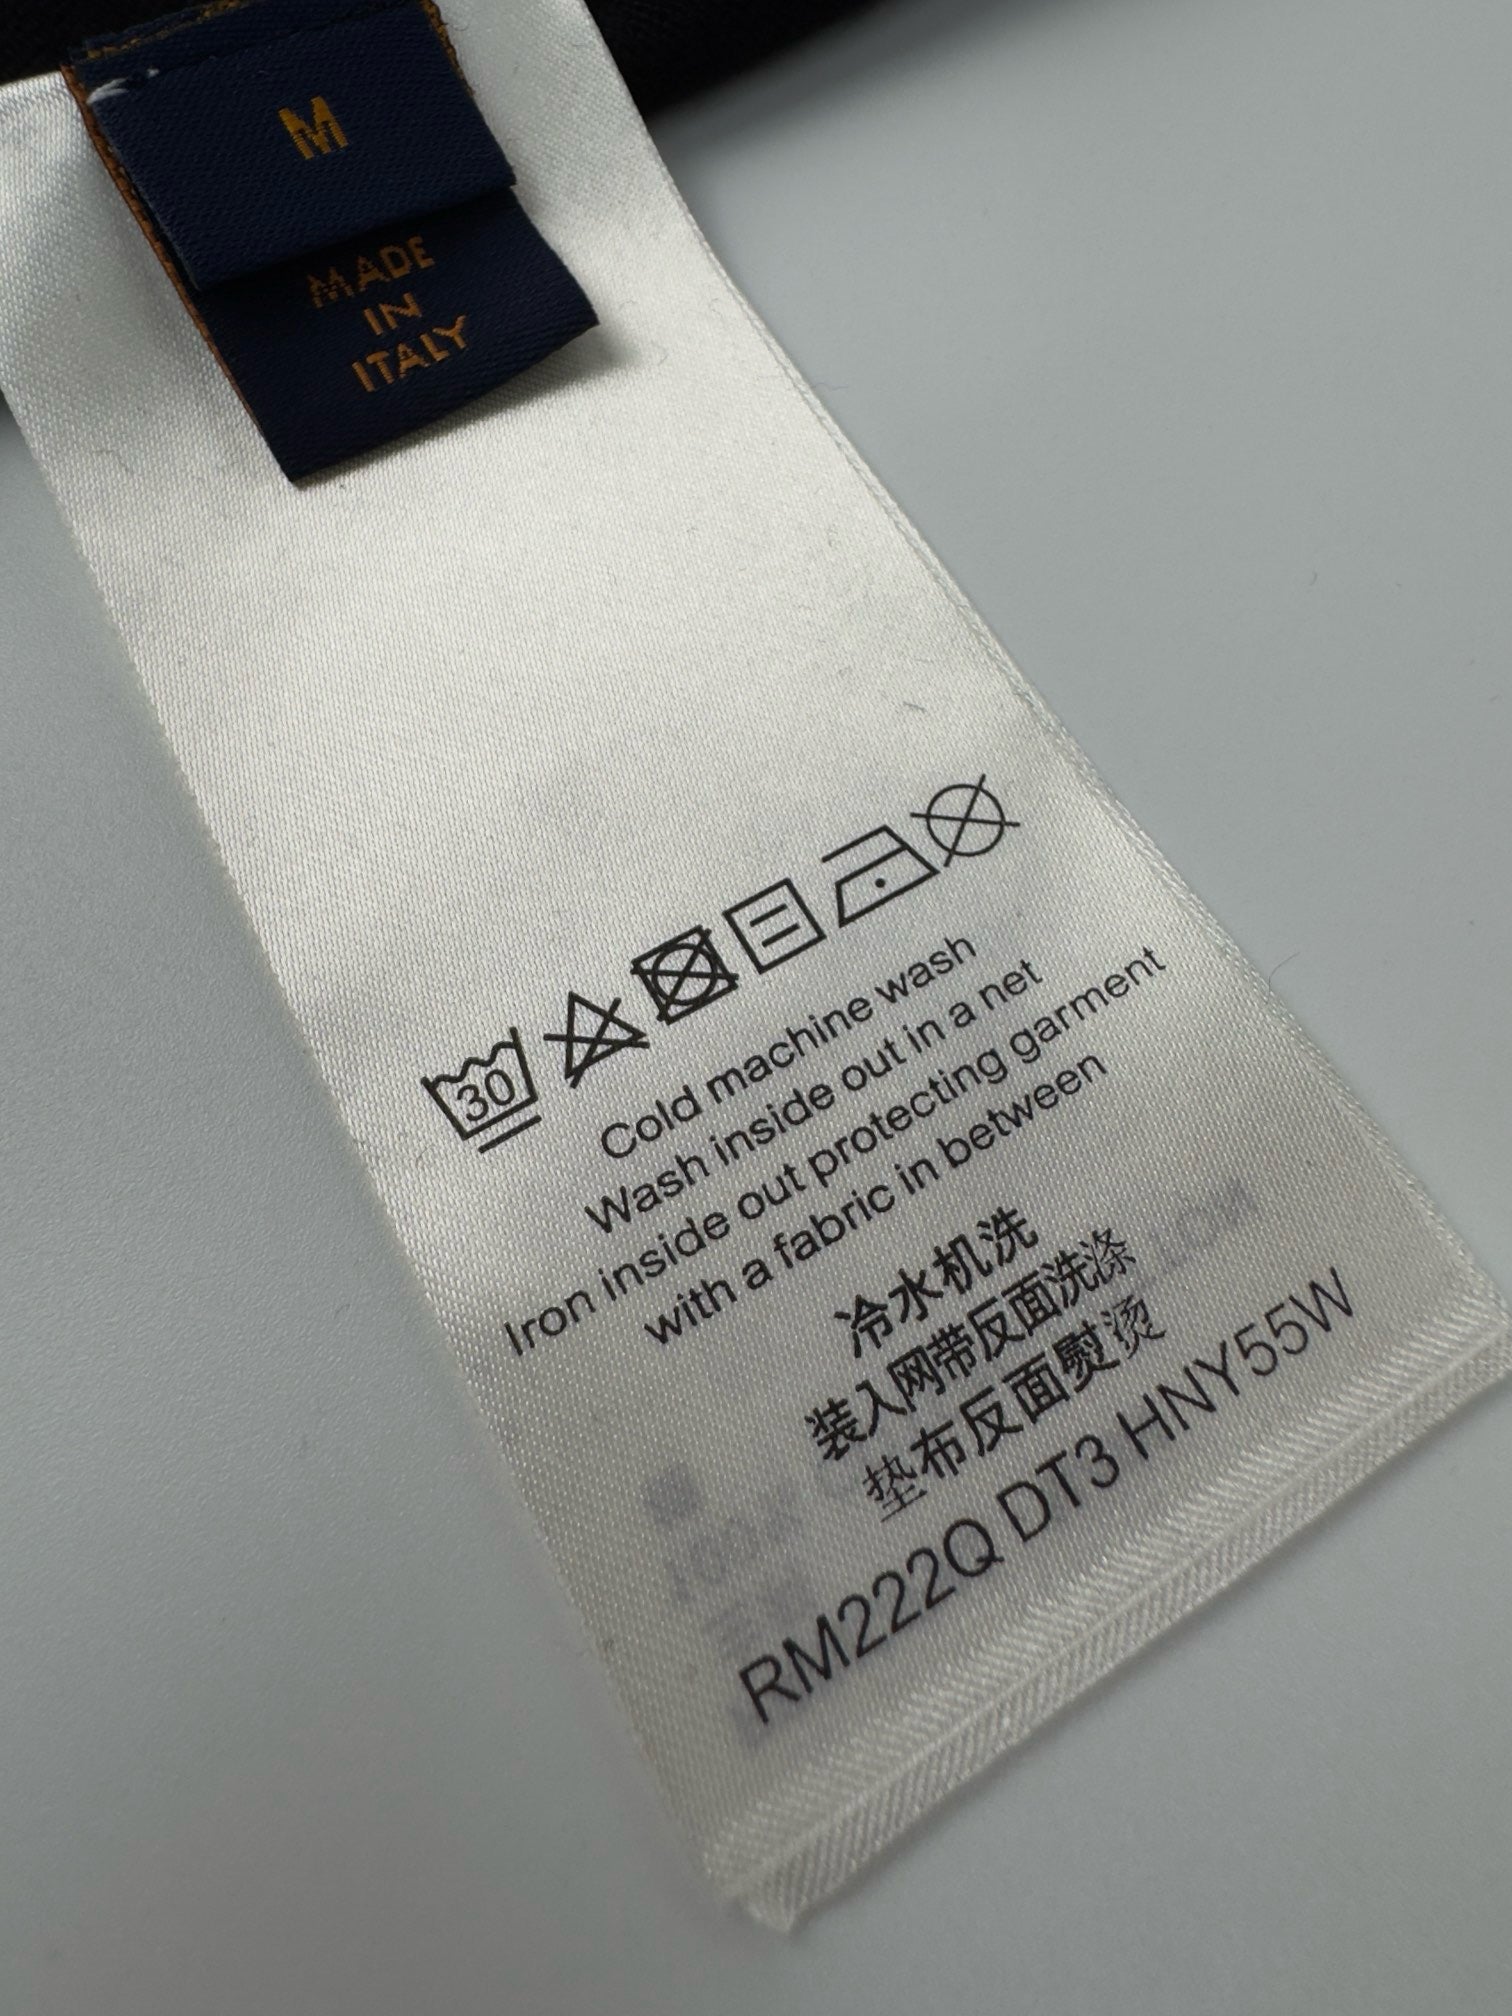 M
MADE
IN
ITALY
30
Cold machine wash
Wash inside out in a net
Iron inside out protecting garment
with a fabric in between
冷水机洗
装入网带反面洗涤
垫布反面熨烫
RM222Q DT3 HNY55W